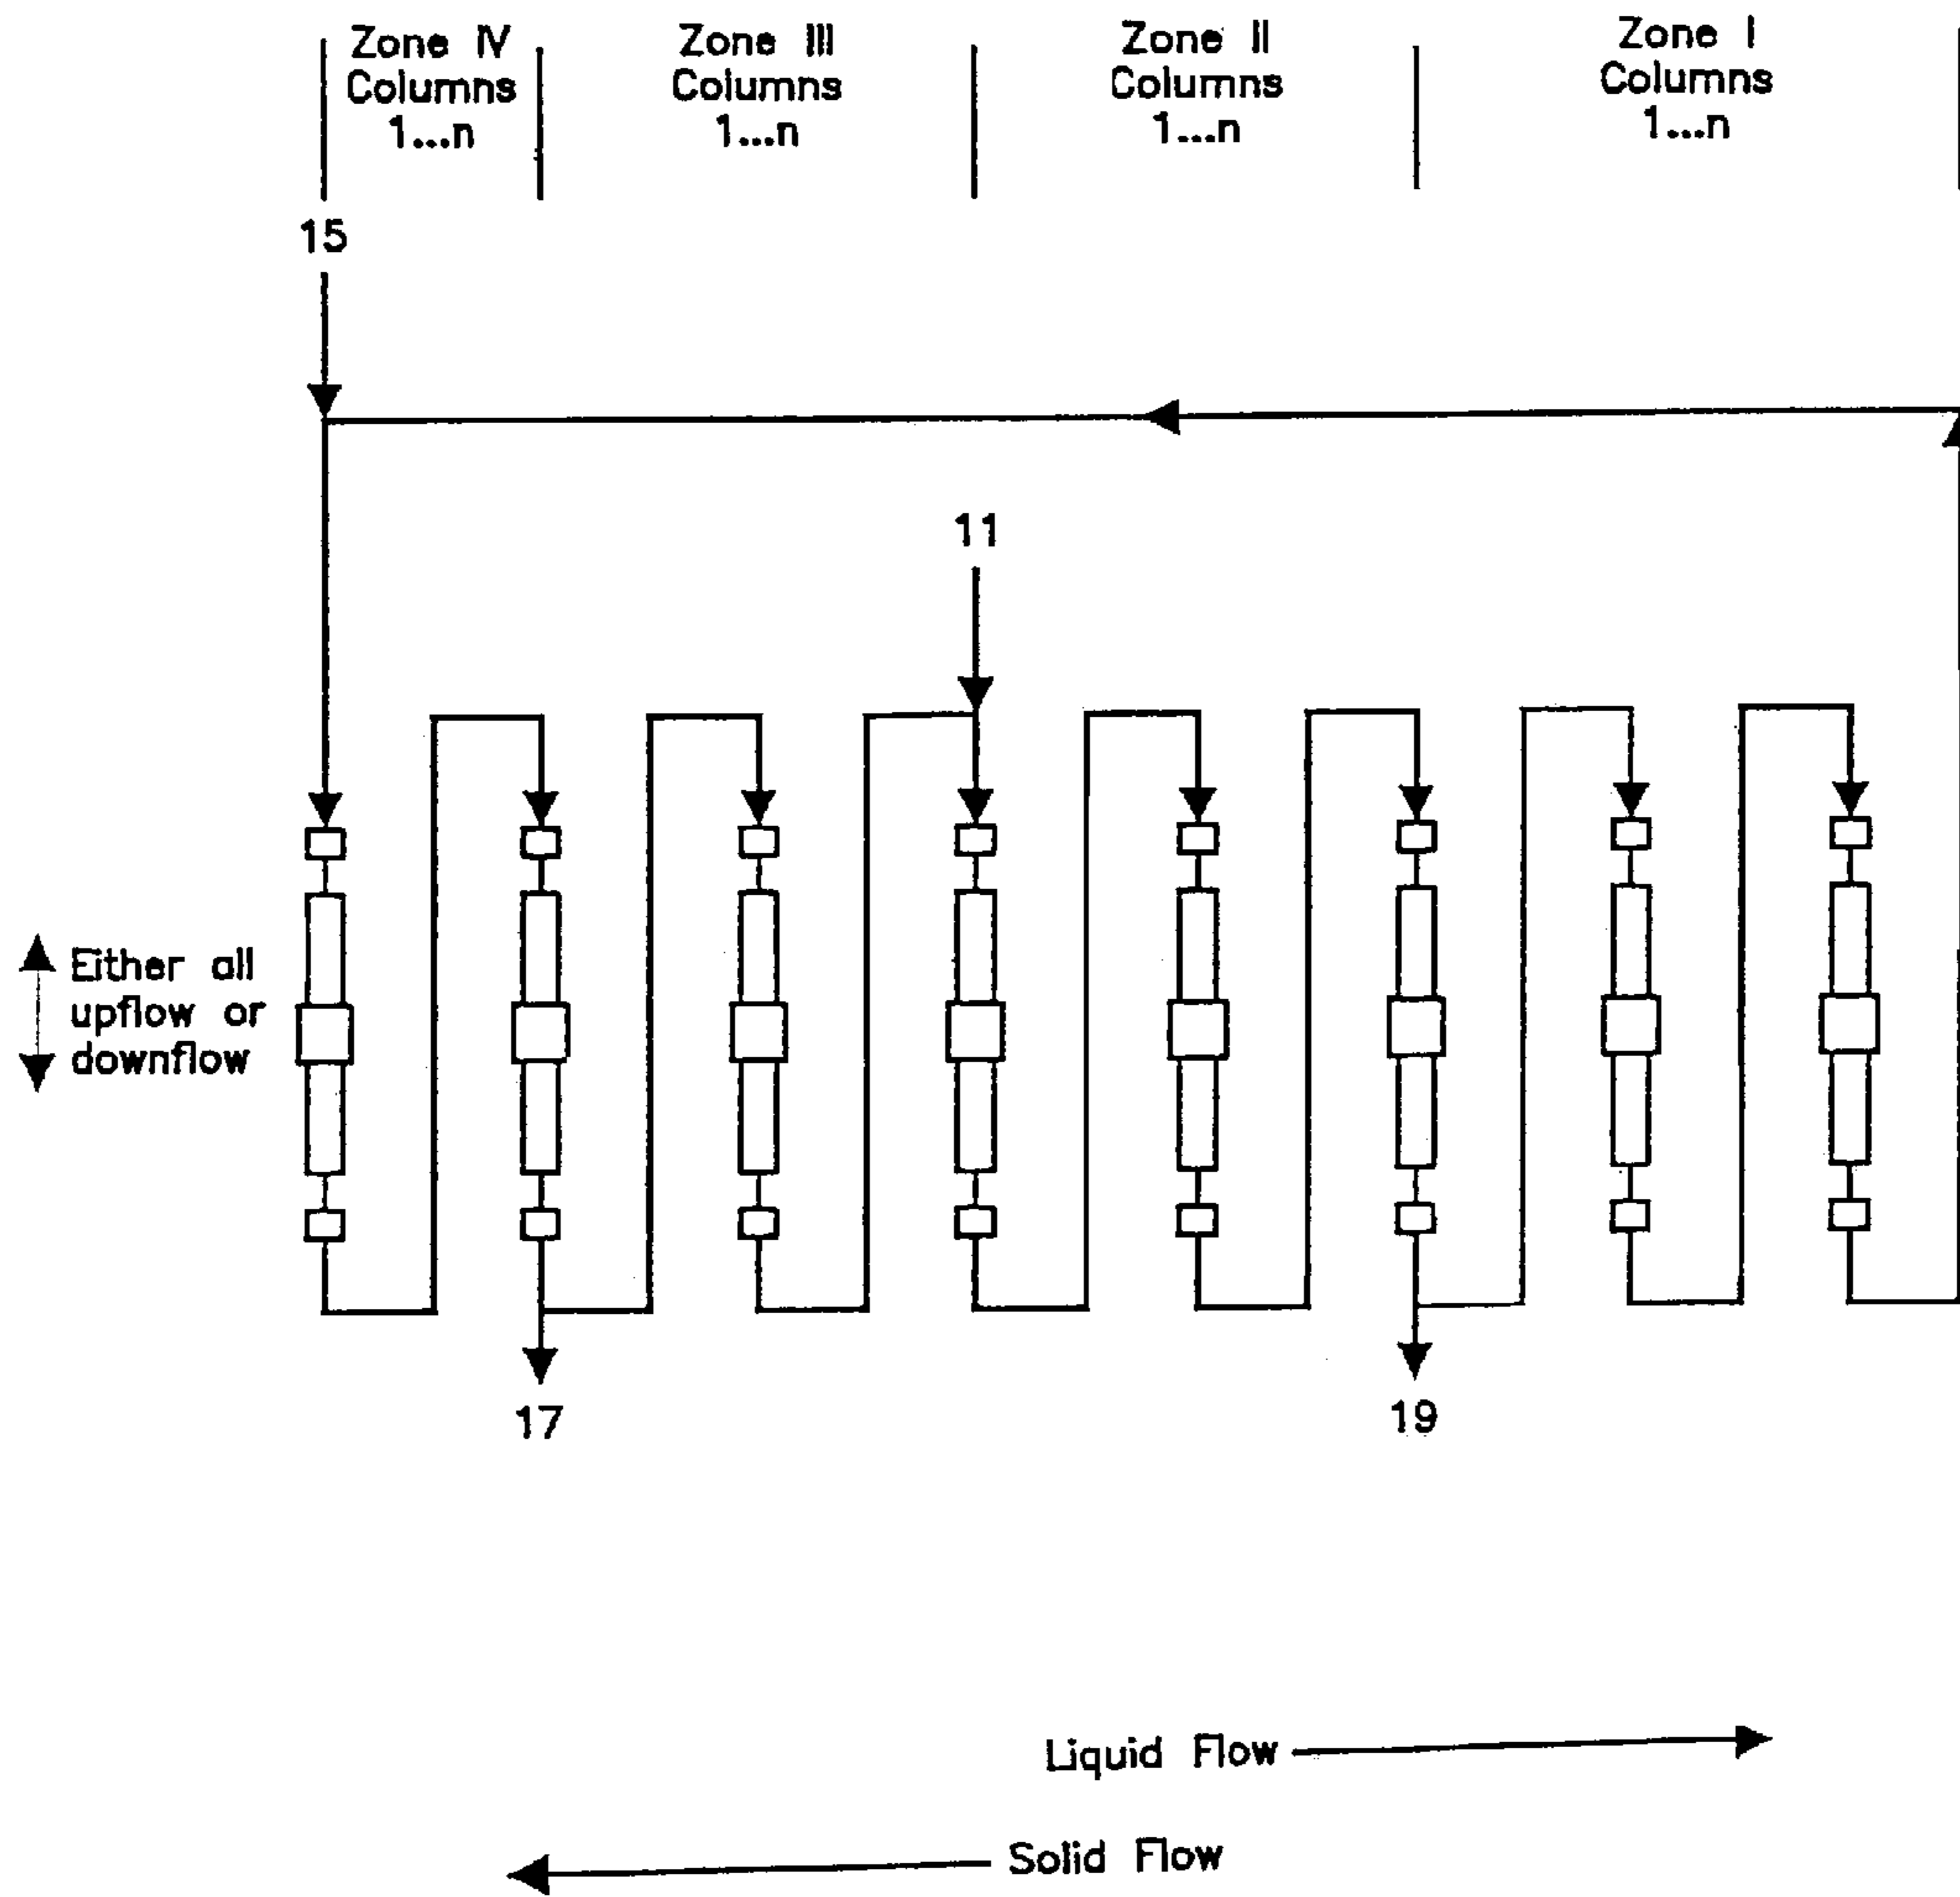 Zone IV
Columns
1...n
Zone III
Columns
1...n
Zone II
Columns
1...n
Zone I
Columns
1...n
15
11
Either all
upflow or
downflow
17
19
Liquid Flow
Solid Flow